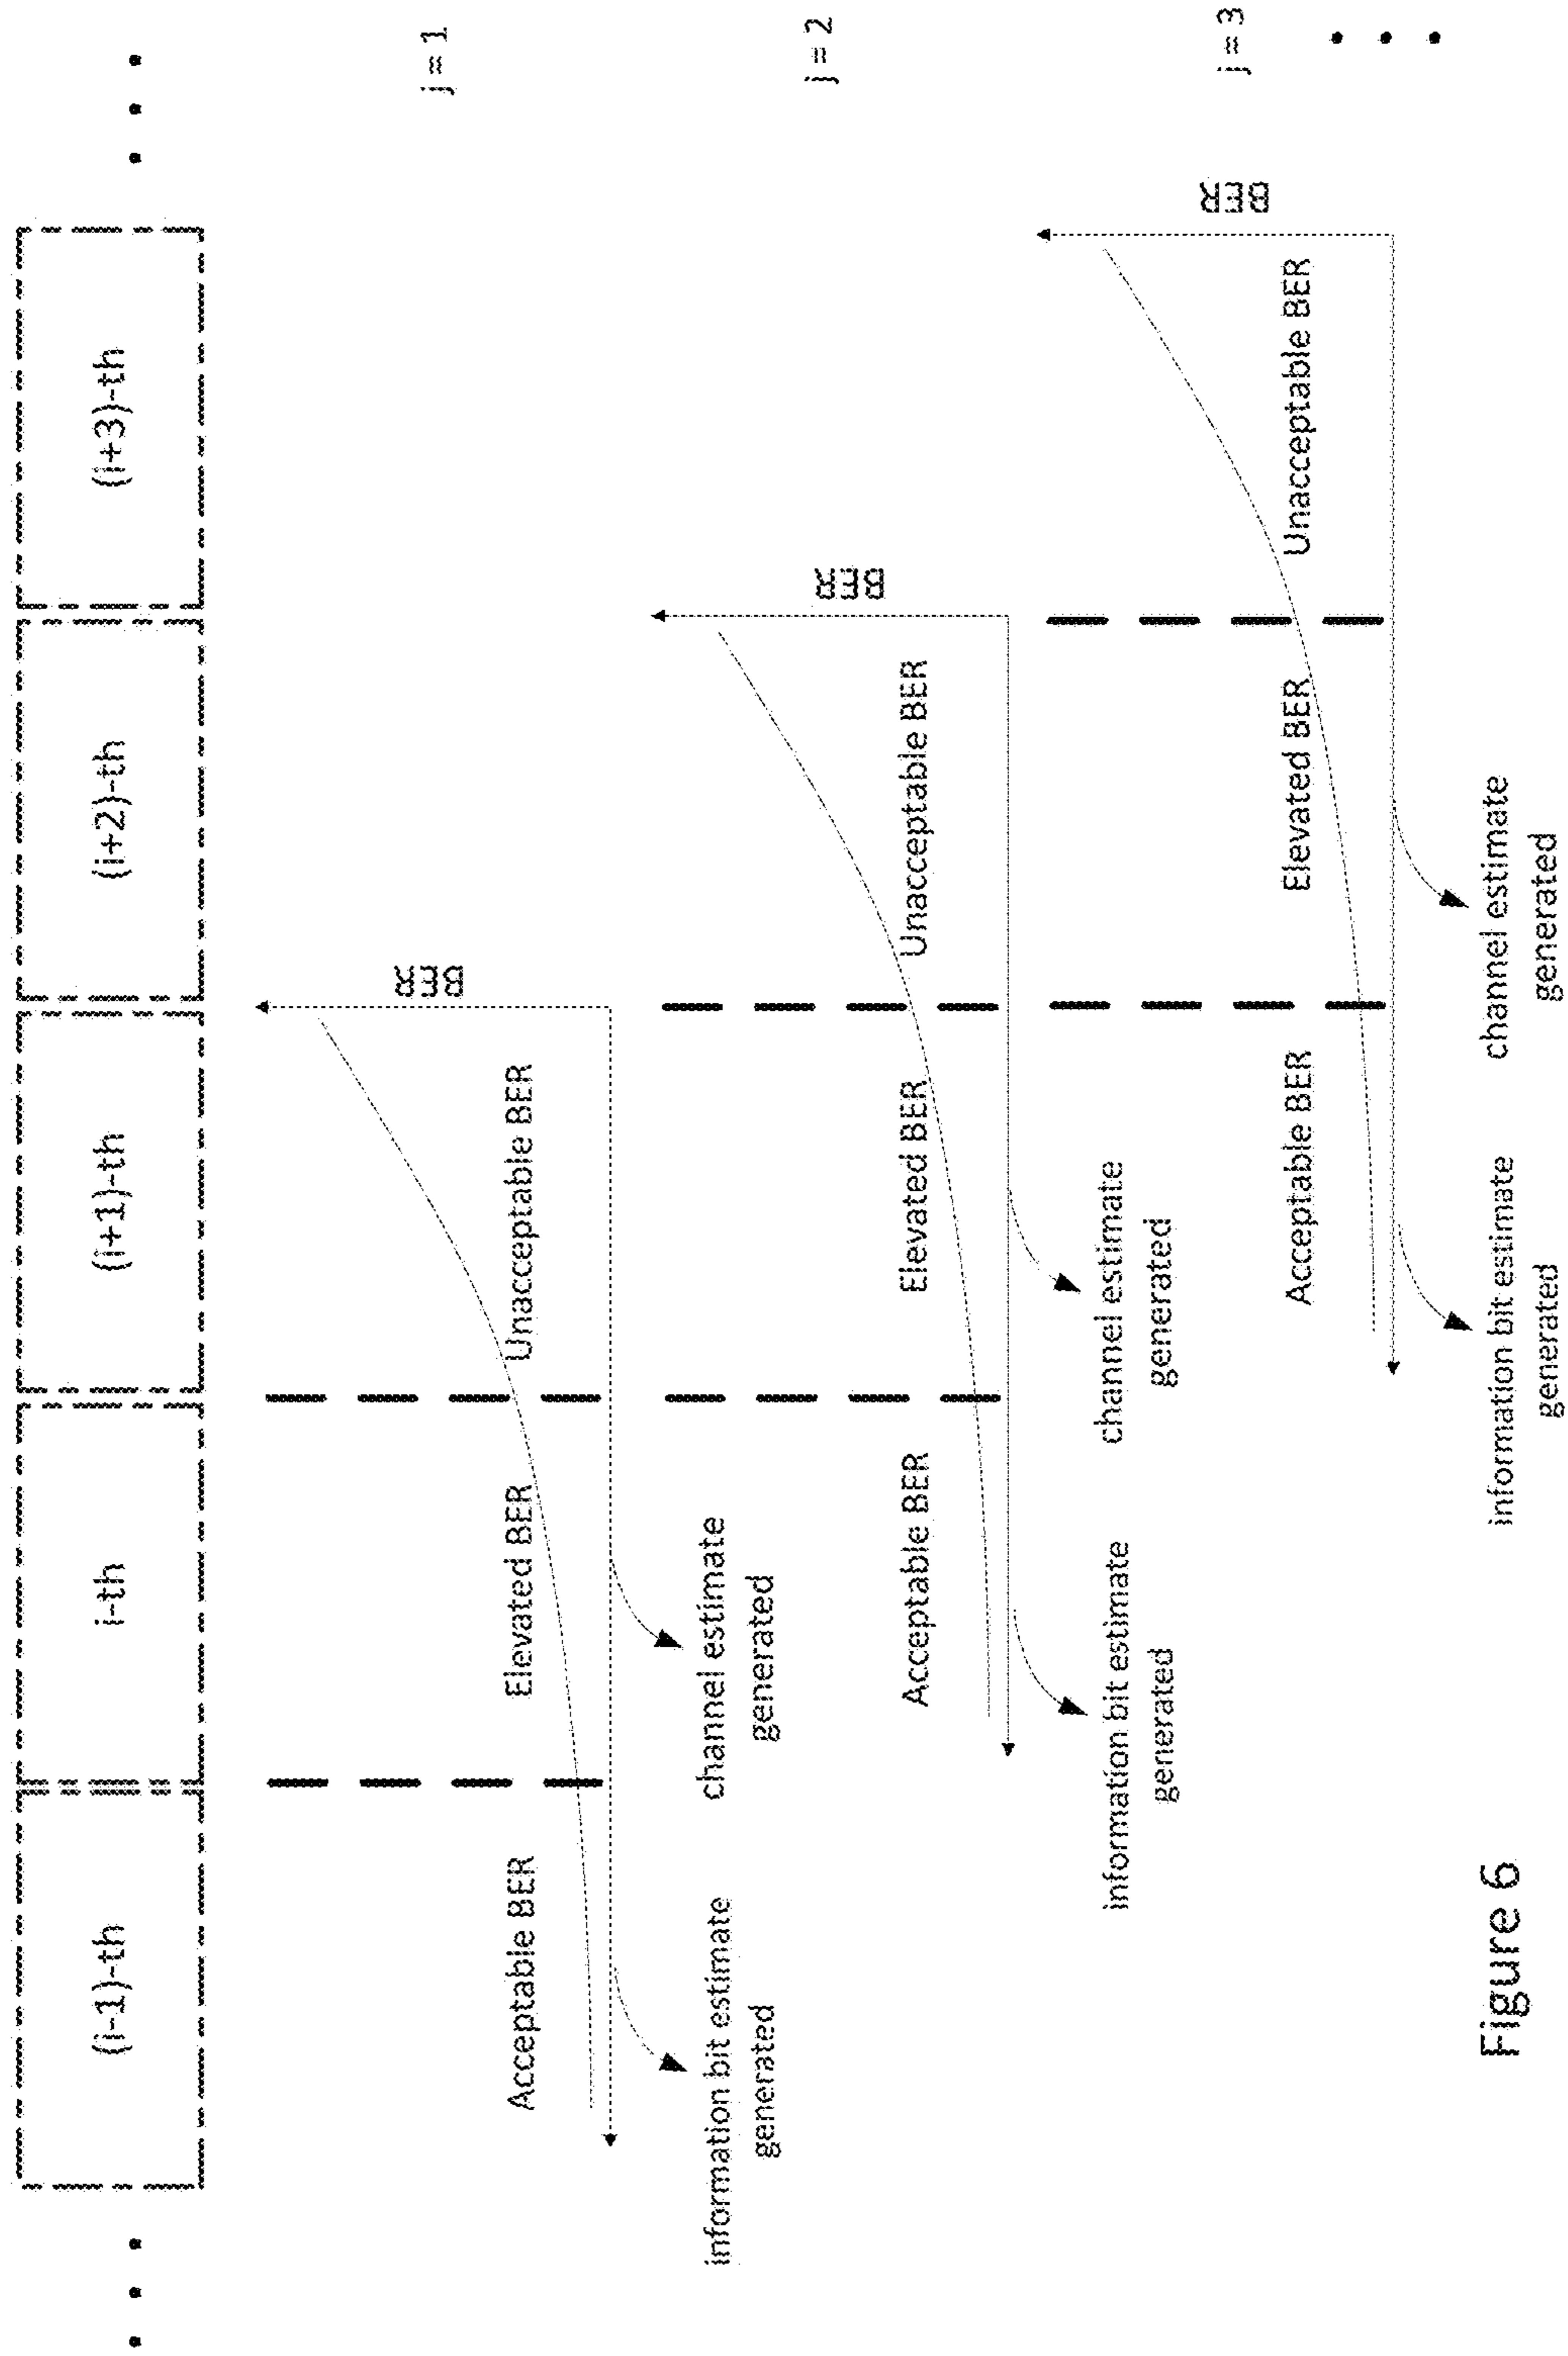 (i-1)-th
i-th
(i+1)-th
(i+2)-th
(i+3)-th
j = 1
BER
Acceptable BER
Elevated BER
Unacceptable BER
information bit estimate
generated
channel estimate
generated
j = 2
BER
Acceptable BER
Elevated BER
Unacceptable BER
information bit estimate
generated
channel estimate
generated
j = 3
BER
Acceptable BER
Elevated BER
Unacceptable BER
information bit estimate
generated
channel estimate
generated
Figure 6